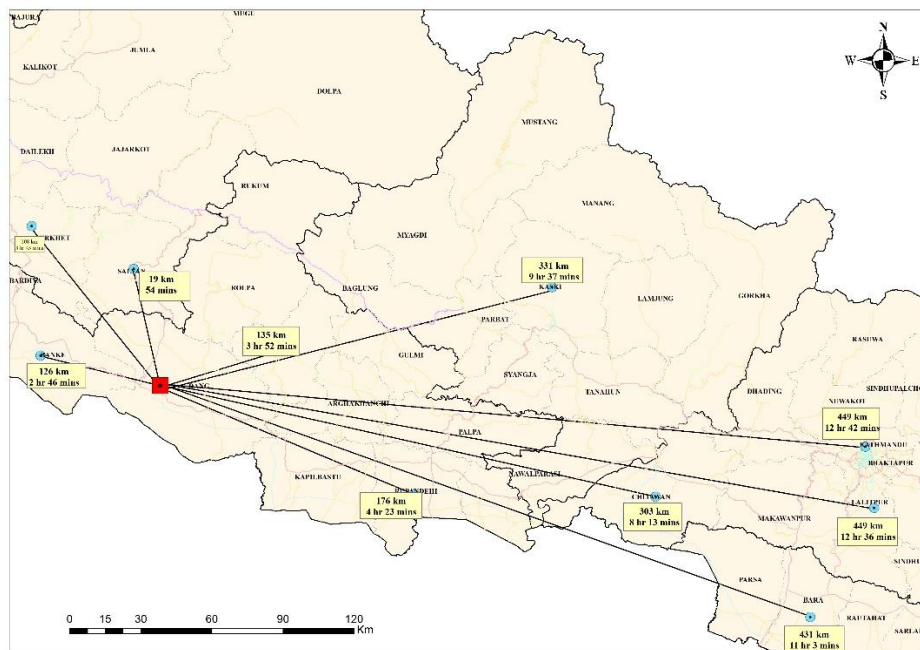 BAJURA
MUGU
N
JUMLA
KALIKOT
W
E
DOLPA
S
MUSTANG
DAILEKH
JAJARKOT
RUKUM
MANANG
MYAGDI
331 km
9 hr 37 mins
KASKI
BARDIYA
19 km
54 mins
ROLPA
BAGLUNG
LAMJUNG
GORKHA
PARBAT
135 km
3 hr 52 mins
RASUWA
GULMI
SYANGJA
BANKE
126 km
2 hr 46 mins
TANAHUN
DHADING
SINDHUPALCHO
NUWAKOT
ARGHAKHANCHI
449 km
12 hr 42 mins
PALPA
KATHMANDU
BHAKTAPUR
KAPILBASTU
NAWALPARASI
RUPANDEHI
176 km
4 hr 23 mins
CHITAWAN
303 km
8 hr 13 mins
LALITPUR
MAKAWANPUR
449 km
12 hr 36 mins
SINDHU
PARSA
BARA
RAUTAHAT
SARLA
431 km
11 hr 3 mins
0 15 30 60 90 120
Km